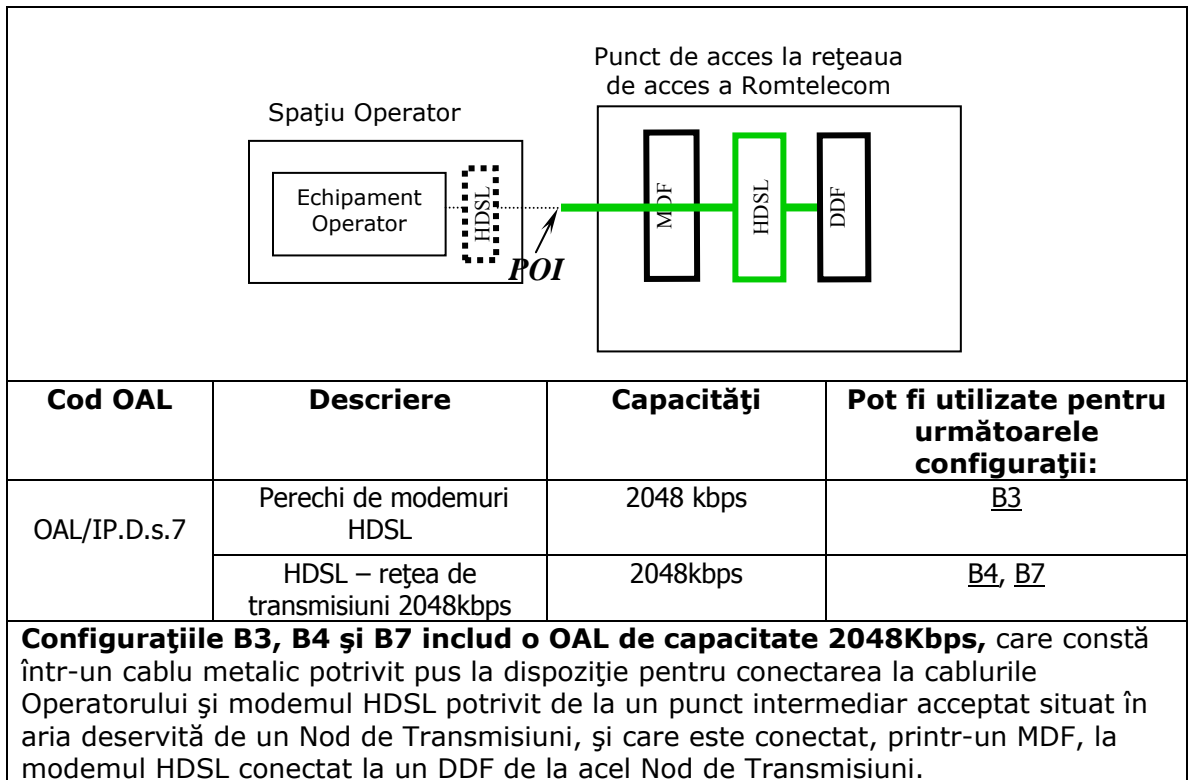 Punct de acces la reţeaua
de acces a Romtelecom
Spaţiu Operator
Echipament
Operator
HDSL
POI
MDF
HDSL
DDF
Cod OAL
Descriere
Capacităţi
Pot fi utilizate pentru
următoarele
configuraţii:
OAL/IP.D.s.7
Perechi de modemuri
HDSL
2048 kbps
B3
HDSL – reţea de
transmisiuni 2048kbps
2048kbps
B4, B7
Configuraţiile B3, B4 şi B7 includ o OAL de capacitate 2048Kbps, care constă
într-un cablu metalic potrivit pus la dispoziţie pentru conectarea la cablurile
Operatorului şi modemul HDSL potrivit de la un punct intermediar acceptat situat în
aria deservită de un Nod de Transmisiuni, şi care este conectat, printr-un MDF, la
modemul HDSL conectat la un DDF de la acel Nod de Transmisiuni.